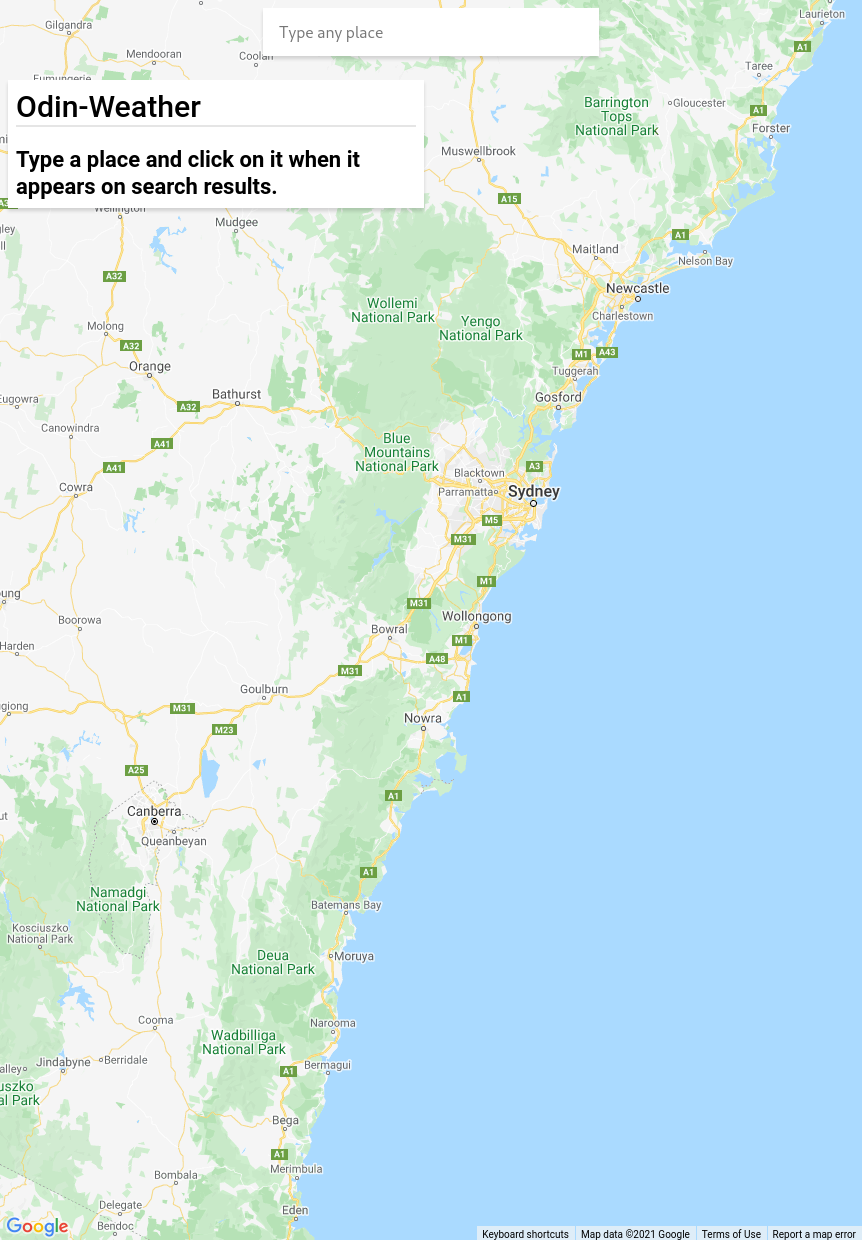 Type any place
Odin-Weather
Type a place and click on it when it
appears on search results.
Gilgandra
Laurieton
A1
Mendooran
Coolah
Taree
Barrington
Tops
National Park
Gloucester
A1
Forster
Muswellbrook
A15
Mudgee
A1
Maitland
Nelson Bay
A32
Newcastle
Charlestown
Wollemi
National Park
Yengo
National Park
Molong
A32
M1
A43
Orange
Tuggerah
Bathurst
Gosford
A32
Canowindra
A41
Blue
Mountains
National Park
A41
A3
Blacktown
Cowra
Parramatta
Sydney
M5
M31
M1
M31
Boorowa
Wollongong
Bowral
M1
Harden
A48
M31
Goulburn
A1
M31
Nowra
M23
A25
A1
Canberra
Queanbeyan
A1
Namadgi
National Park
Batemans Bay
Kosciuszko
National Park
Deua
National Park
Moruya
Cooma
Narooma
Wadbilliga
National Park
Jindabyne
Berridale
Bermagui
A1
Bega
A1
Merimbula
Bombala
Delegate
Eden
Bendoc
Google
Keyboard shortcuts
Map data ©2021 Google
Terms of Use
Report a map error